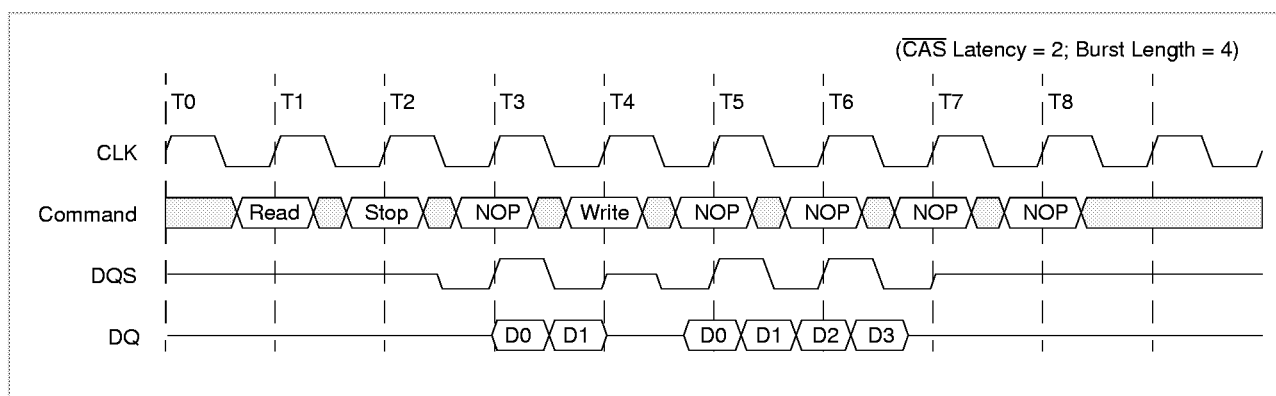 (CAS Latency = 2; Burst Length = 4)
T0 T1 T2 T3 T4 T5 T6 T7 T8
CLK
Command Read Stop NOP Write NOP NOP NOP NOP
DQS
DQ D0 D1 D0 D1 D2 D3